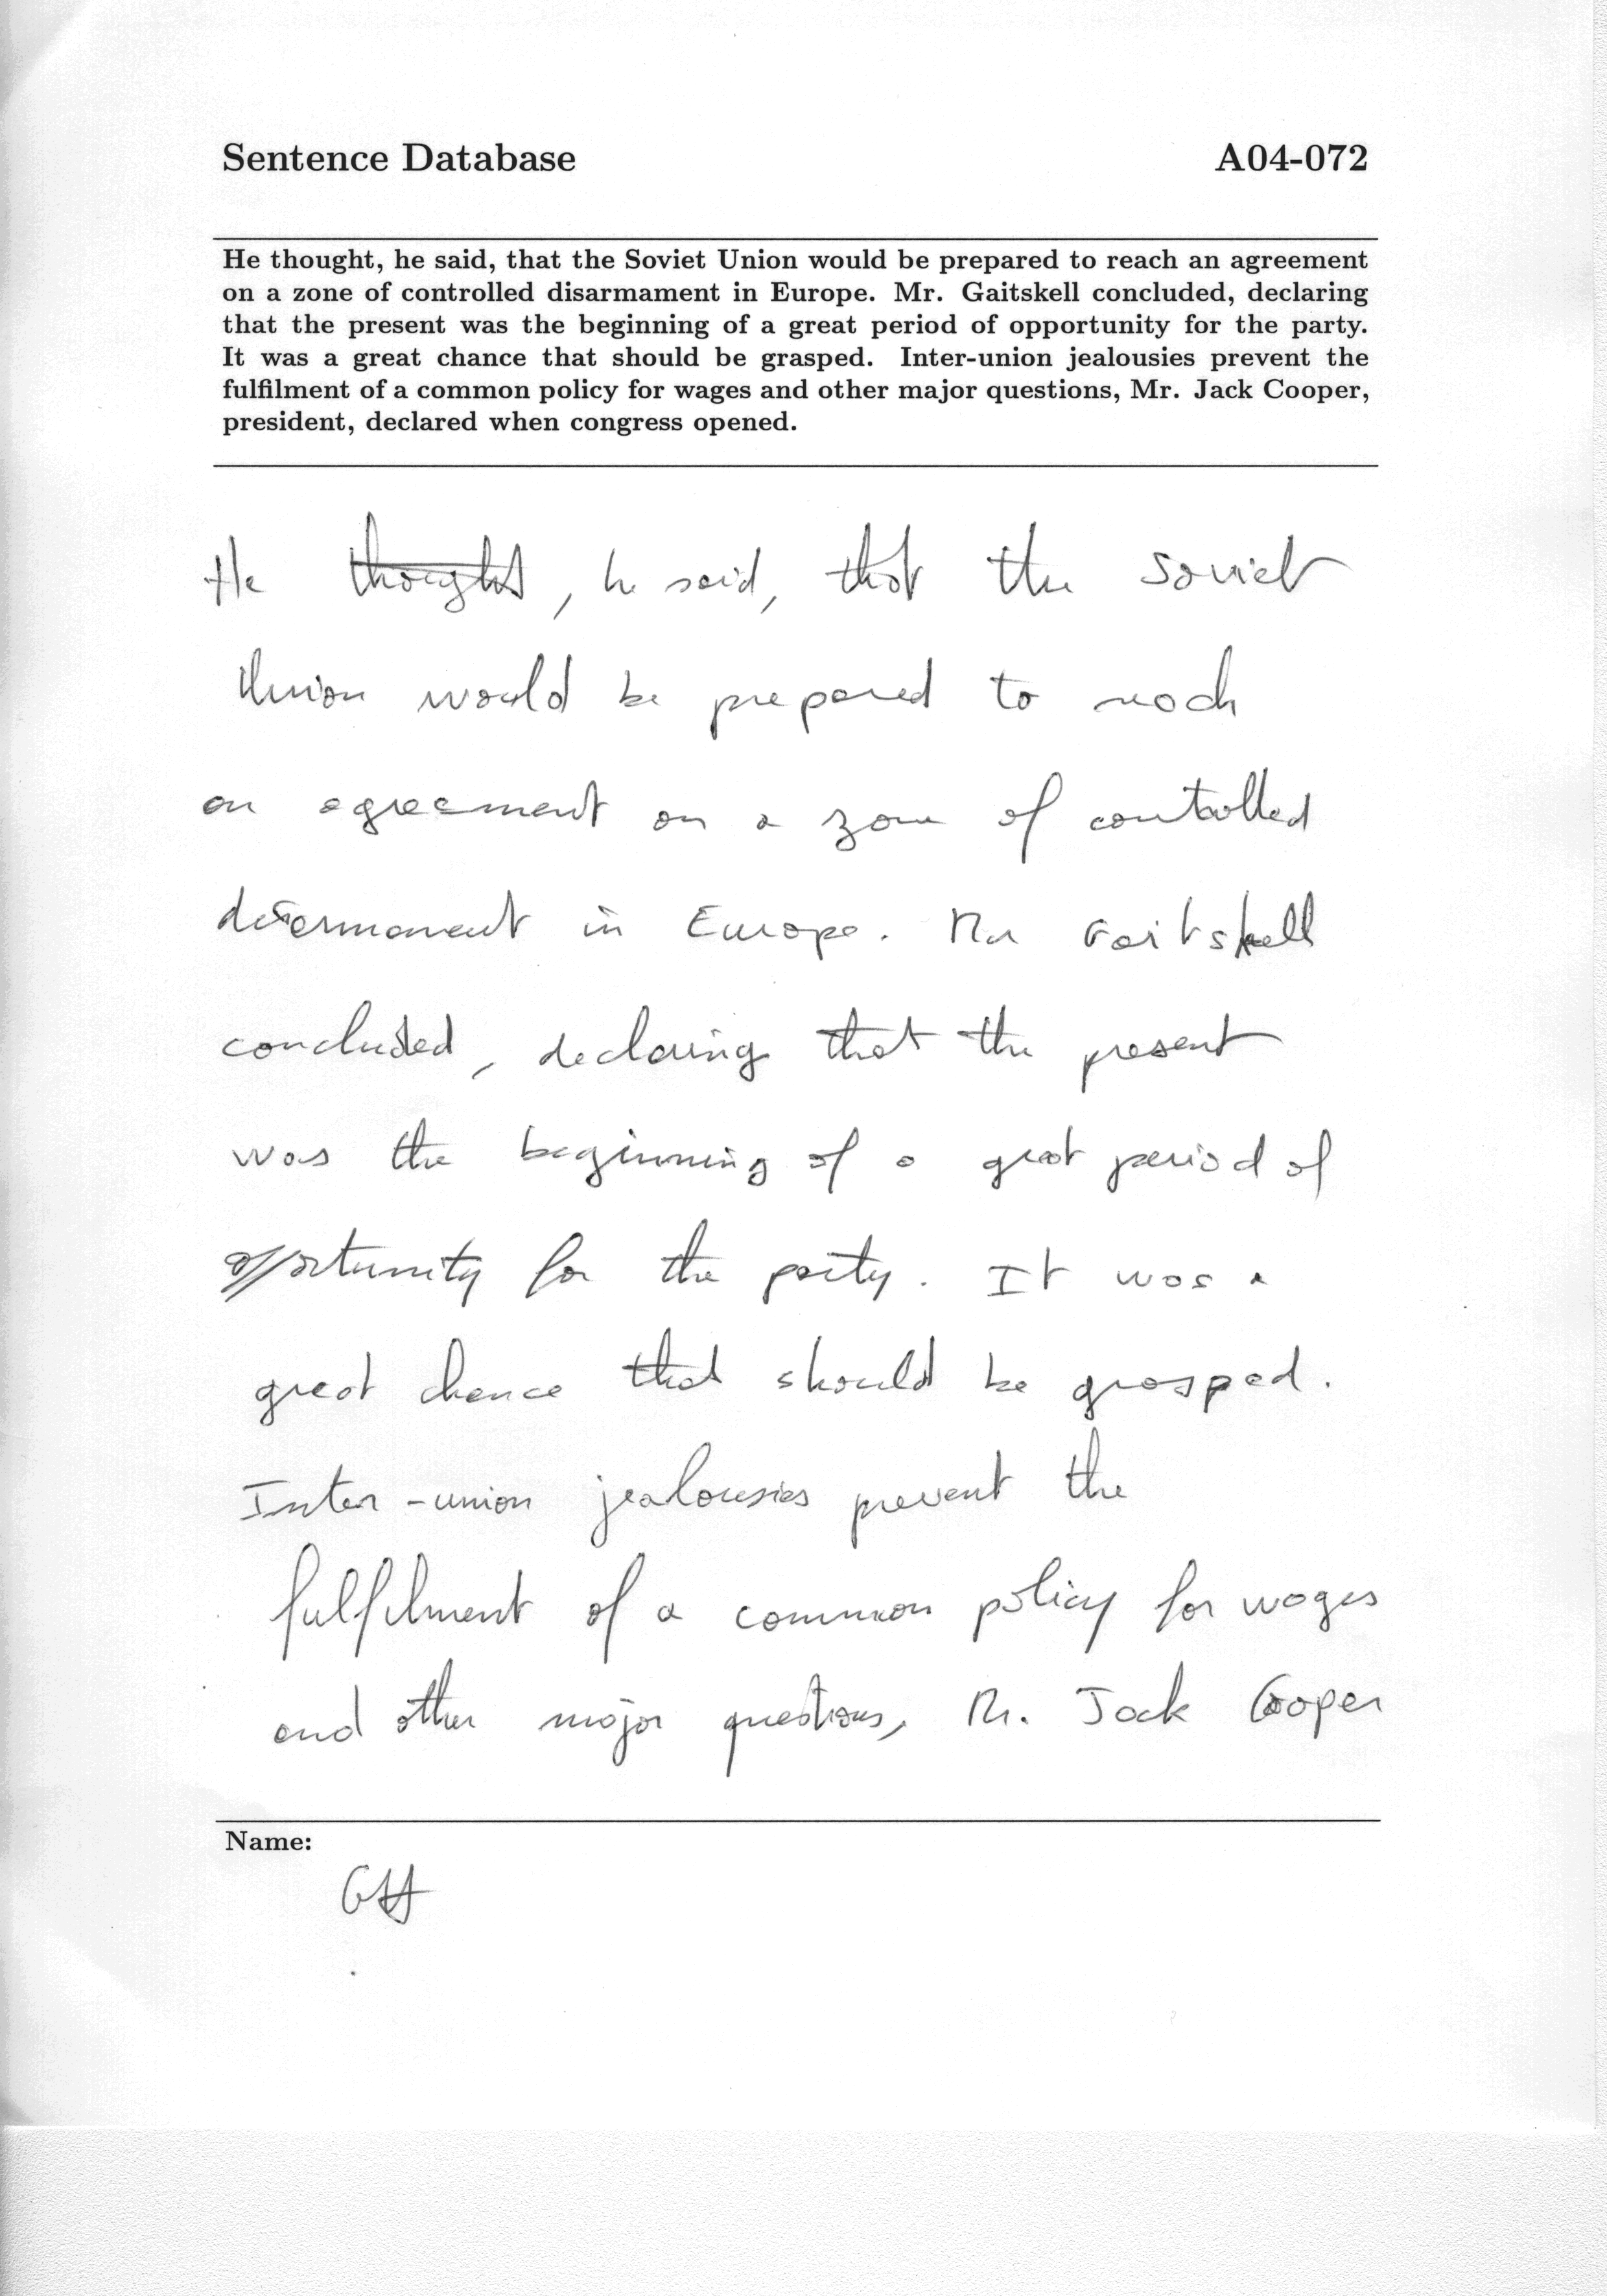 Sentence Database A04-072
He thought, he said, that the Soviet Union would be prepared to reach an agreement
on a zone of controlled disarmament in Europe. Mr. Gaitskell concluded, declaring
that the present was the beginning of a great period of opportunity for the party.
It was a great chance that should be grasped. Inter-union jealousies prevent the
fulfilment of a common policy for wages and other major questions, Mr. Jack Cooper,
president, declared when congress opened.
He thought, he said, that the Soviet
Union would be prepared to reach
an agreement on a zone of controlled
disarmament in Europe. Mr Gaitskell
concluded, declaring that the present
was the beginning of a great period of
opportunity for the party. It was a
great chance that should be grasped.
Inter-union jealousies prevent the
fulfilment of a common policy for wages
and other major questions, Mr. Jack Cooper
Name: